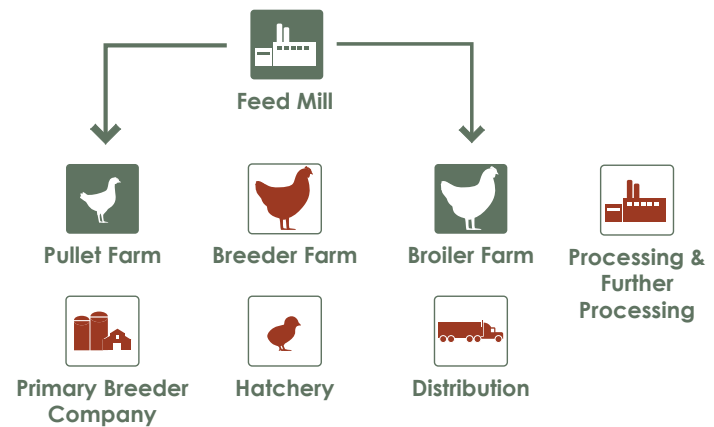 Feed Mill
Pullet Farm
Breeder Farm
Broiler Farm
Processing &
Further
Processing
Primary Breeder
Company
Hatchery
Distribution